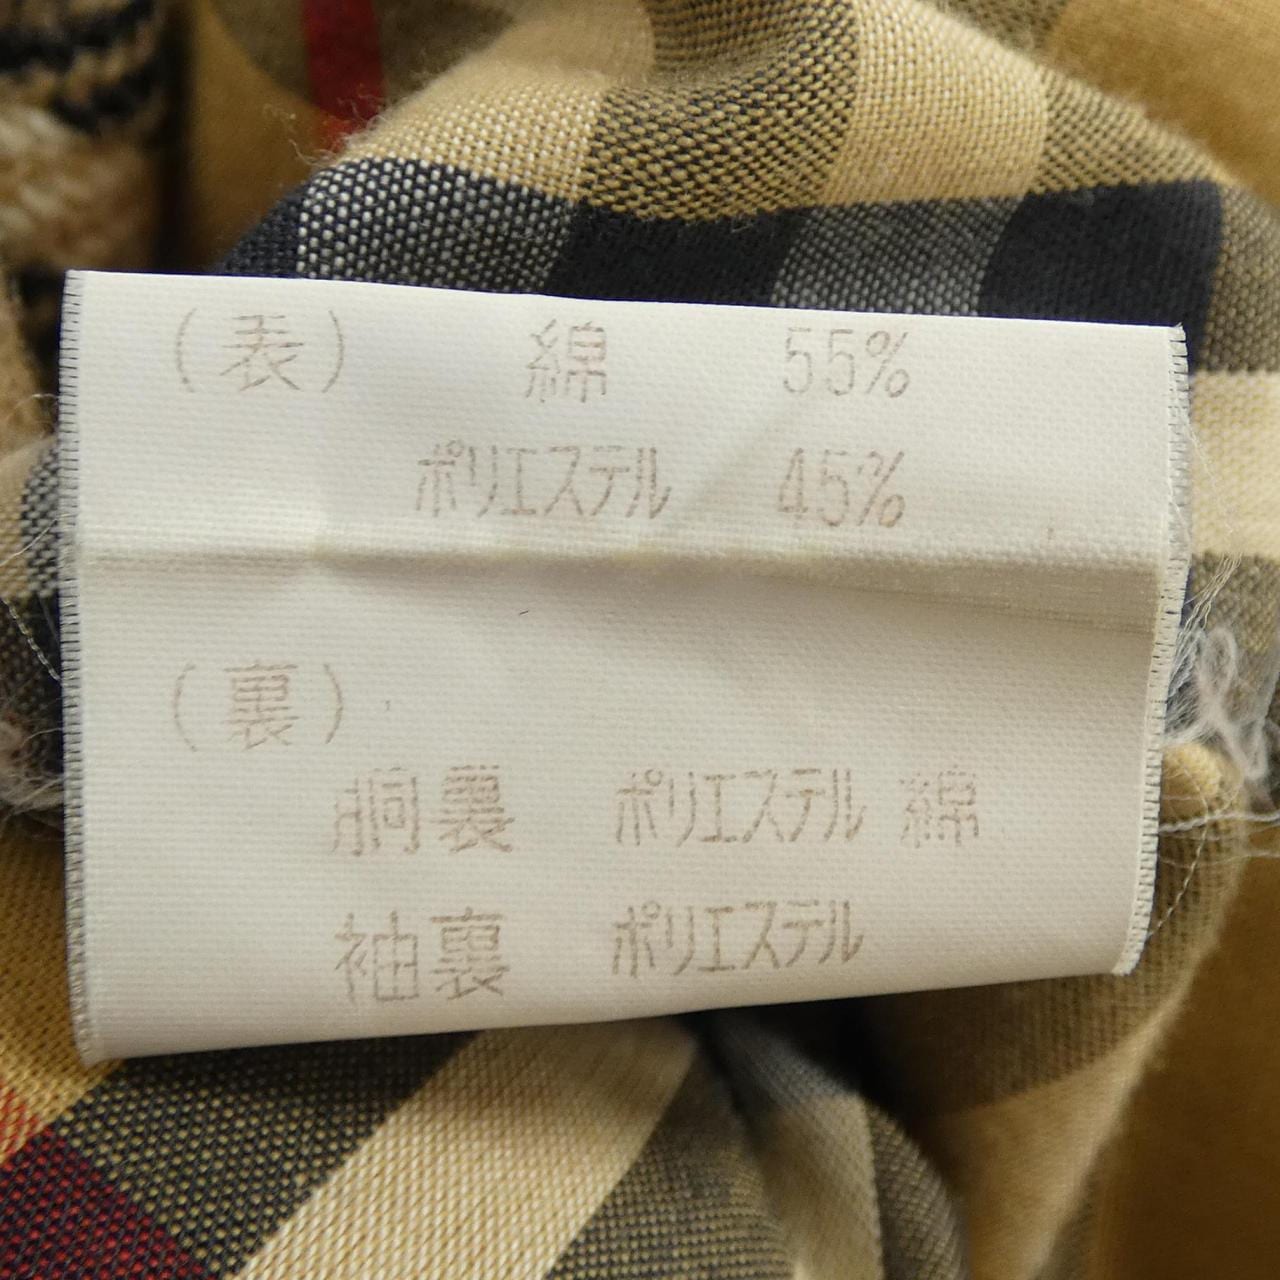 (表) 綿 55%
ポリエステル 45%
(裏)
胴裏 ポリエステル 綿
袖裏 ポリエステル